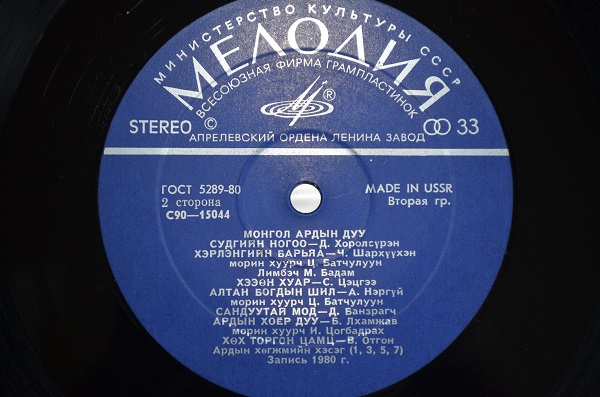 МИНИСТЕРСТВО КУЛЬТУРЫ СССР
МЕЛОДИЯ
ВСЕСОЮЗНАЯ ФИРМА ГРАМПЛАСТИНОК
®
STEREO © 33
АПРЕЛЕВСКИЙ ОРДЕНА ЛЕНИНА ЗАВОД
ГОСТ 5289-80 MADE IN USSR
2 сторона Вторая гр.
С90—15044
МОНГОЛ АРДЫН ДУУ
СУДГИЙН НОГОО—Д. Хоролсүрэн
ХЭРЛЭНГИЙН БАРЬЯА—Ч. Шархүүхэн
морин хуурч Ц. Батчулуун
Лимбэч М. Бадам
ХЭЗЭН ХУАР—С. Цэцгээ
АЛТАН БОГДЫН ШИЛ—А. Нэргүй
морин хуурч Ц. Батчулуун
САНДУУТАЙ МОД—Д. Банзрагч
АРДЫН ХОЁР ДУУ—Б. Лхамжав
морин хуурч И. Цогбадрах
ХӨХ ТОРГОН ЦАМЦ—В. Отгон
Ардын хөгжмийн хэсэг (1, 3, 5, 7)
Запись 1980 г.